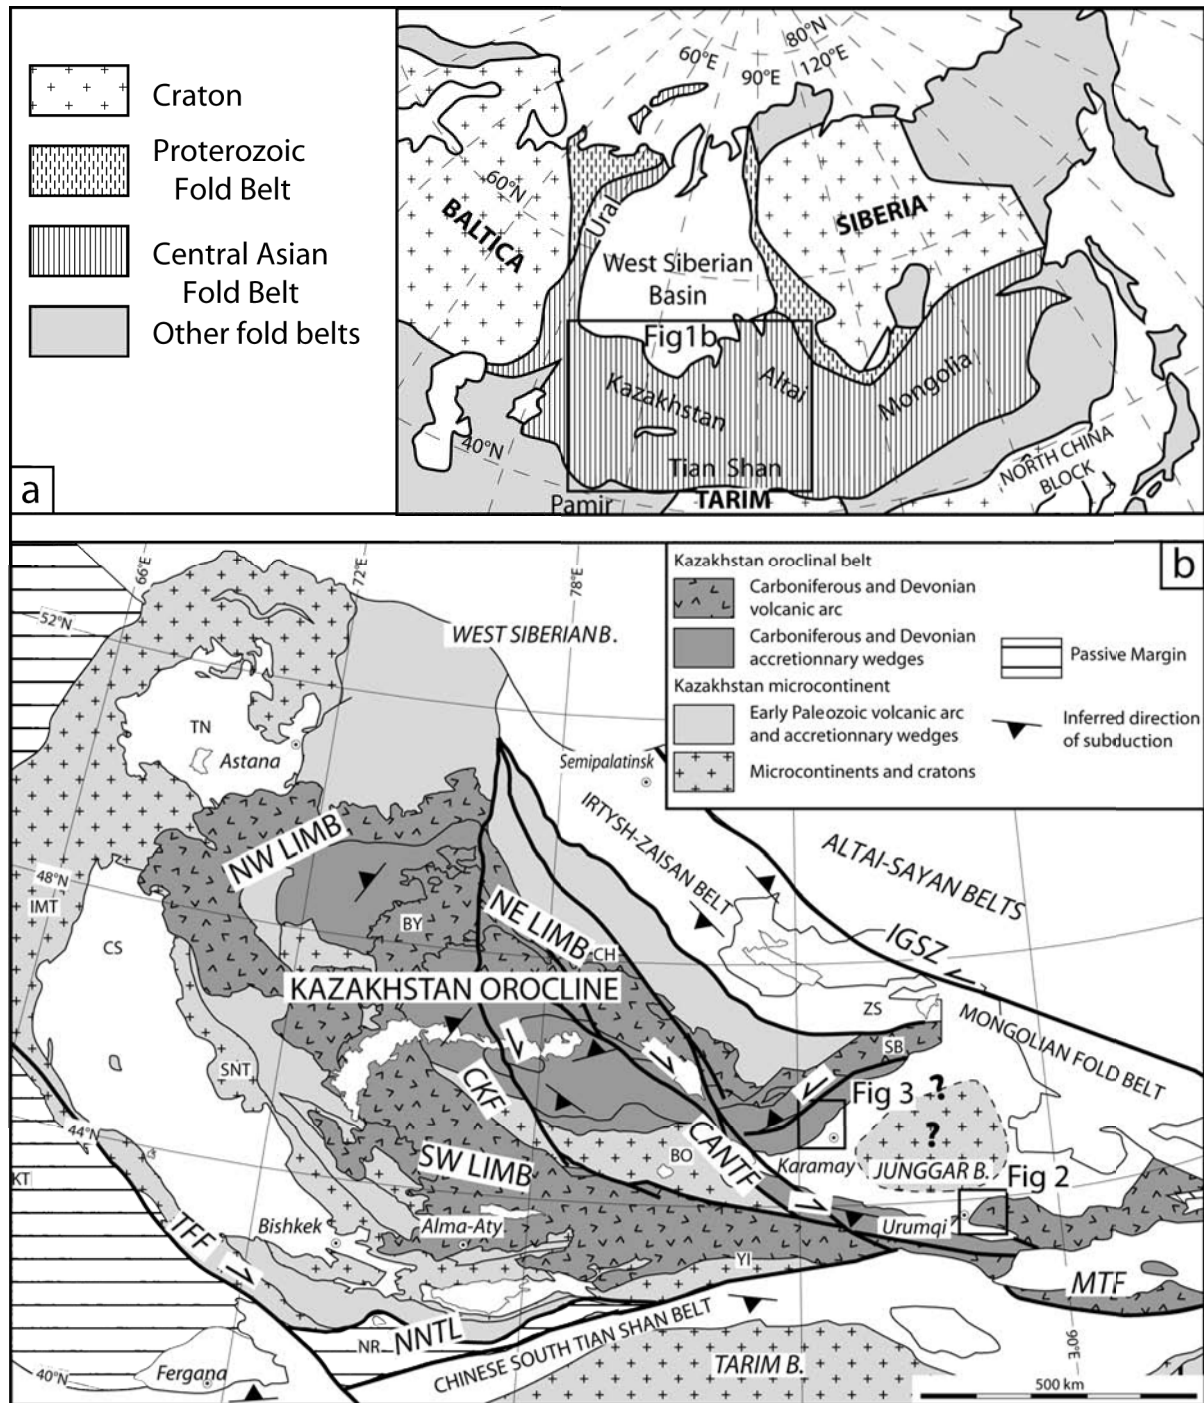 Craton
Proterozoic
Fold Belt
Central Asian
Fold Belt
Other fold belts
a
60°E
80°N
90°E
120°E
60°N
BALTICA
Ural
SIBERIA
West Siberian
Basin
Fig1b
Kazakhstan
Altai
Mongolia
40°N
Tian Shan
Pamir
TARIM
NORTH CHINA
BLOCK
b
Kazakhstan oroclinal belt
Carboniferous and Devonian
volcanic arc
Carboniferous and Devonian
accretionnary wedges
Kazakhstan microcontinent
Early Paleozoic volcanic arc
and accretionnary wedges
Microcontinents and cratons
Passive Margin
Inferred direction
of subduction
66°E
72°E
78°E
52°N
WEST SIBERIAN B.
TN
Astana
Semipalatinsk
IRTYSH-ZAISAN BELT
ALTAI-SAYAN BELTS
NW LIMB
48°N
IMT
CS
BY
NE LIMB
CH
IGSZ
KAZAKHSTAN OROCLINE
ZS
SB
MONGOLIAN FOLD BELT
SNT
CKF
Fig 3
?
?
44°N
KT
SW LIMB
BO
CANTF
Karamay
JUNGGAR B.
Fig 2
TFF
Bishkek
Alma-Aty
Urumqi
YI
MTF
NR
NNTL
CHINESE SOUTH TIAN SHAN BELT
Fergana
40°N
TARIM B.
90°E
500 km